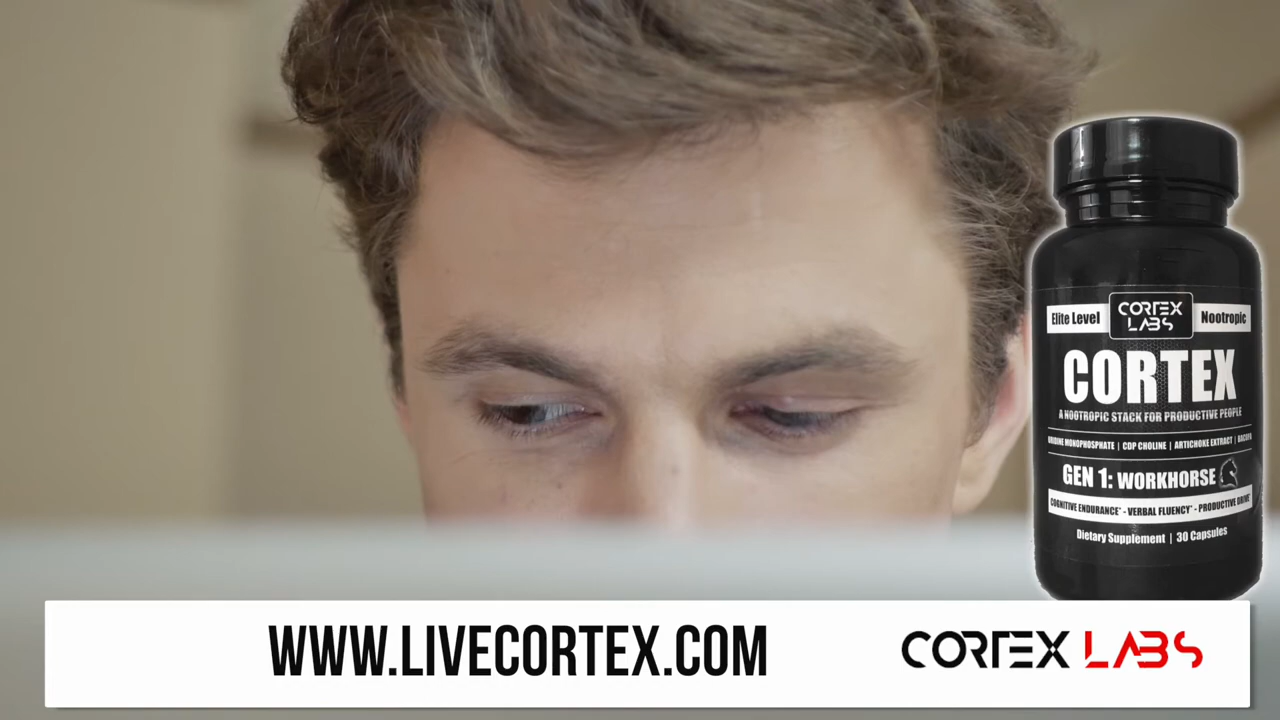 Elite Level
CORTEX
LABS
Nootropic
CORTEX
A NOOTROPIC STACK FOR PRODUCTIVE PEOPLE
URIDINE MONOPHOSPHATE | CDP CHOLINE | ARTICHOKE EXTRACT |
GEN 1: WORKHORSE
COGNITIVE ENDURANCE* - VERBAL FLUENCY* - PRODUCTIVE DRIVE*
Dietary Supplement | 30 Capsules
WWW.LIVECORTEX.COM
CORTEX LABS